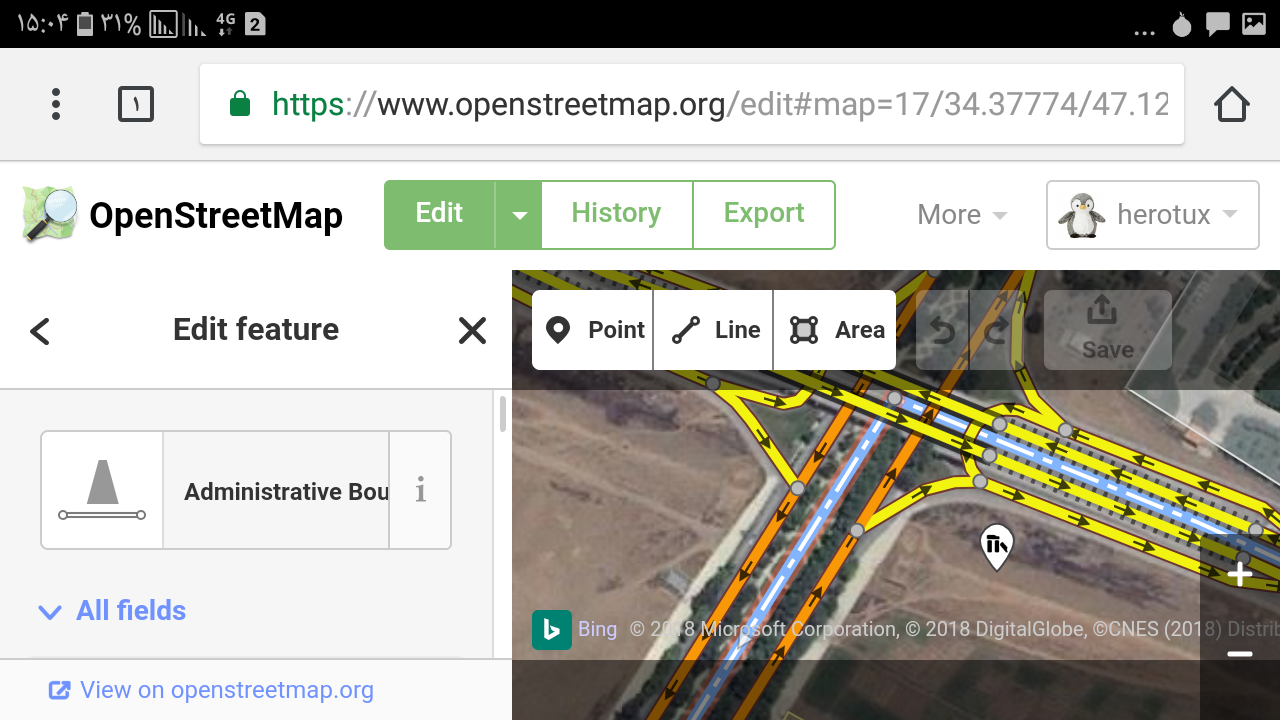 ۱۵:۰۴ ۳۱% 4G 2 ...
۱ https://www.openstreetmap.org/edit#map=17/34.37774/47.12
OpenStreetMap Edit History Export More herotux
Edit feature
Point Line Area Save
Administrative Bou i
All fields
Bing © 2018 Microsoft Corporation, © 2018 DigitalGlobe, ©CNES (2018) Distrib
View on openstreetmap.org